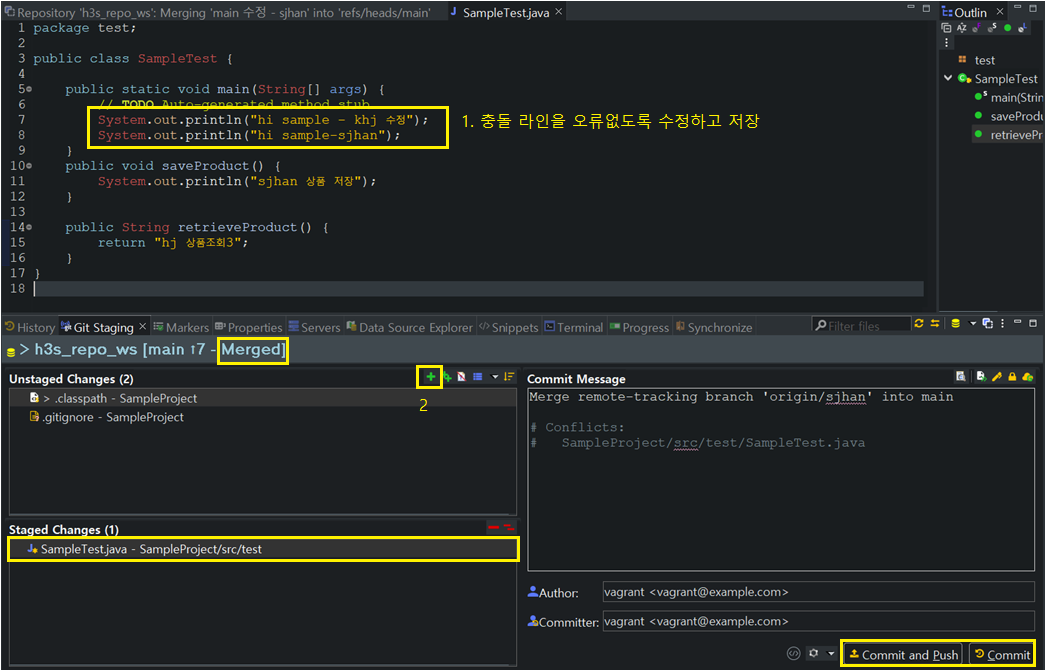 Repository 'h3s_repo_ws': Merging 'main 수정 - sjhan' into 'refs/heads/main'
SampleTest.java
1 package test;
2
3 public class SampleTest {
4
5 public static void main(String[] args) {
6 // TODO Auto-generated method stub
7 System.out.println("hi sample - khj 수정");
8 System.out.println("hi sample-sjhan");
9 }
10 public void saveProduct() {
11 System.out.println("sjhan 상품 저장");
12 }
13
14 public String retrieveProduct() {
15 return "hj 상품조회3";
16 }
17 }
18
1. 충돌 라인을 오류없도록 수정하고 저장
Outlin
test
SampleTest
main(Strin
saveProdu
retrievePr
History
Git Staging
Markers
Properties
Servers
Data Source Explorer
Snippets
Terminal
Progress
Synchronize
Filter files
> h3s_repo_ws [main ↑7 - Merged]
Unstaged Changes (2)
2
> .classpath - SampleProject
.gitignore - SampleProject
Staged Changes (1)
SampleTest.java - SampleProject/src/test
Commit Message
Merge remote-tracking branch 'origin/sjhan' into main
# Conflicts:
# SampleProject/src/test/SampleTest.java
Author: vagrant <vagrant@example.com>
Committer: vagrant <vagrant@example.com>
Commit and Push
Commit